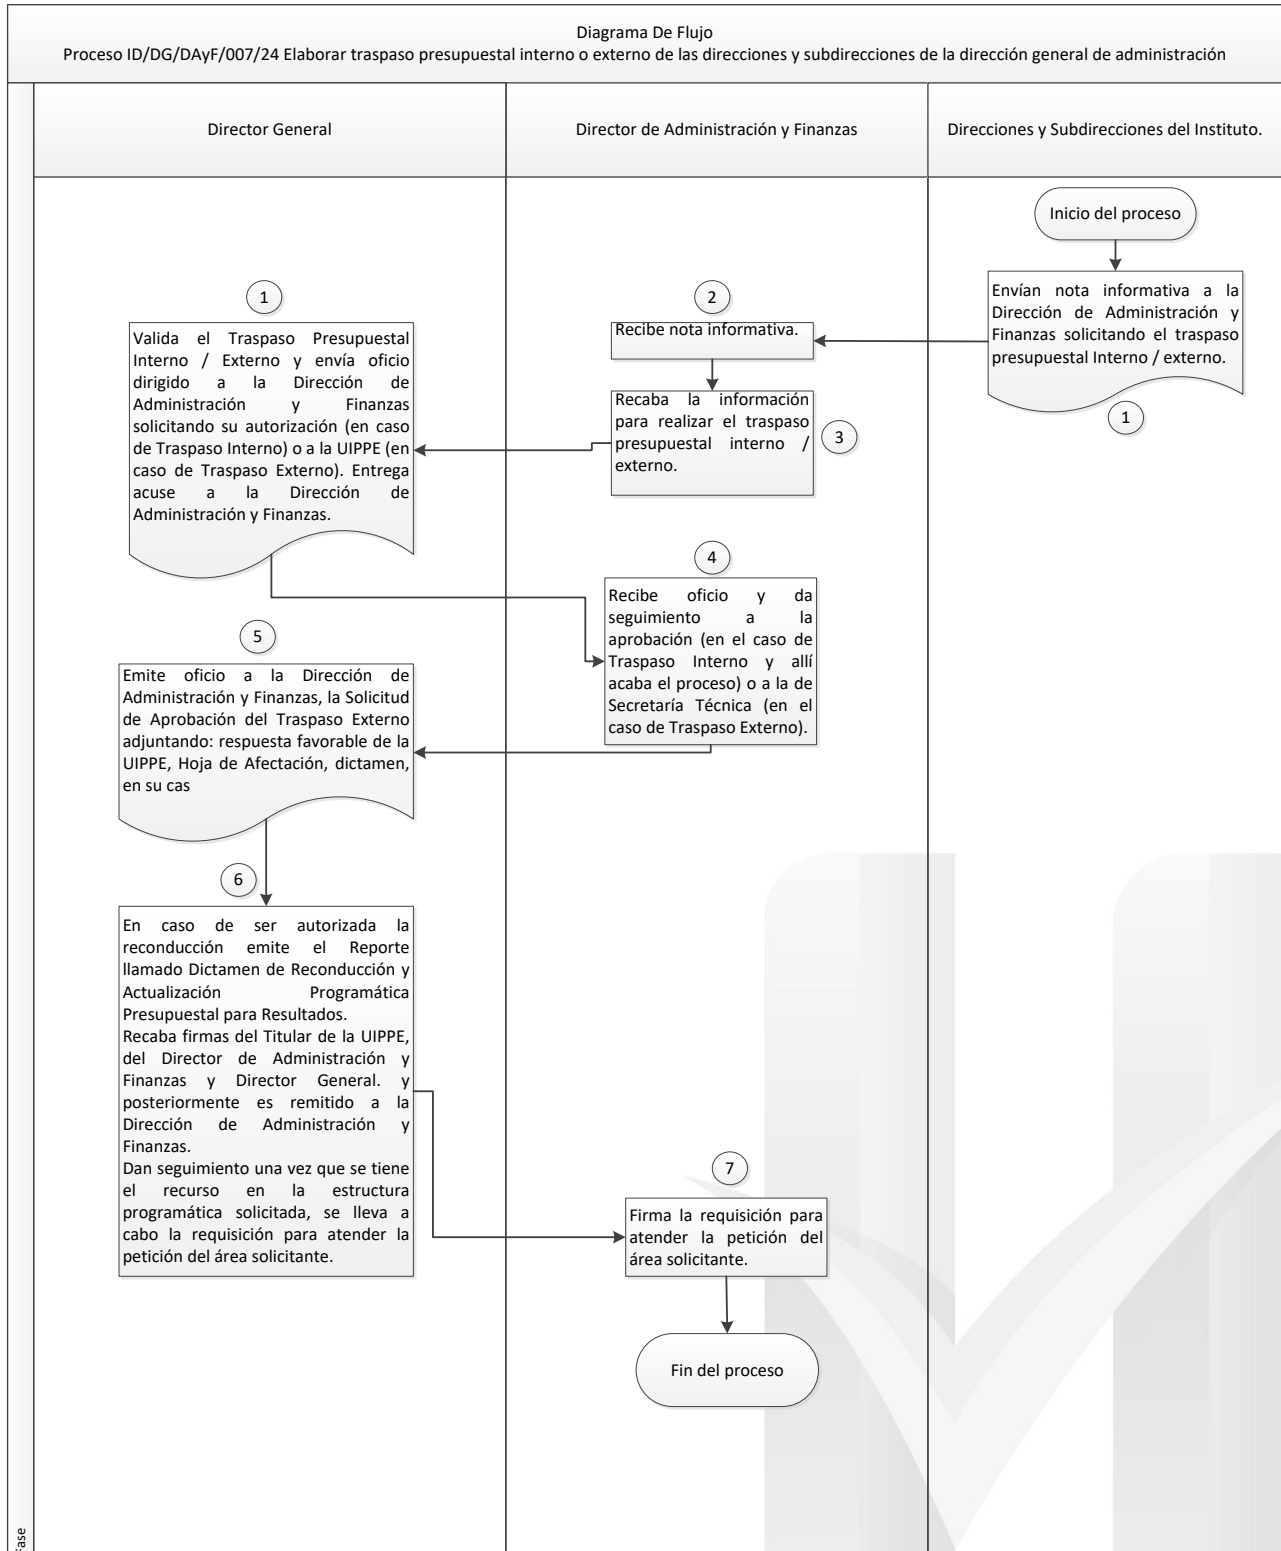 Diagrama De Flujo
Proceso ID/DG/DAyF/007/24 Elaborar traspaso presupuestal interno o externo de las direcciones y subdirecciones de la dirección general de administración
Director General
Director de Administración y Finanzas
Direcciones y Subdirecciones del Instituto.
Inicio del proceso
Envían nota informativa a la
Dirección de Administración y
Finanzas solicitando el traspaso
presupuestal Interno / externo.
1
2
Recibe nota informativa.
Recaba la información
para realizar el traspaso
presupuestal interno /
externo.
3
1
Valida el Traspaso Presupuestal
Interno / Externo y envía oficio
dirigido a la Dirección de
Administración y Finanzas
solicitando su autorización (en caso
de Traspaso Interno) o a la UIPPE (en
caso de Traspaso Externo). Entrega
acuse a la Dirección de
Administración y Finanzas.
4
Recibe oficio y da
seguimiento a la
aprobación (en el caso de
Traspaso Interno y allí
acaba el proceso) o a la de
Secretaría Técnica (en el
caso de Traspaso Externo).
5
Emite oficio a la Dirección de
Administración y Finanzas, la Solicitud
de Aprobación del Traspaso Externo
adjuntando: respuesta favorable de la
UIPPE, Hoja de Afectación, dictamen,
en su cas
6
En caso de ser autorizada la
reconducción emite el Reporte
llamado Dictamen de Reconducción y
Actualización Programática
Presupuestal para Resultados.
Recaba firmas del Titular de la UIPPE,
del Director de Administración y
Finanzas y Director General. y
posteriormente es remitido a la
Dirección de Administración y
Finanzas.
Dan seguimiento una vez que se tiene
el recurso en la estructura
programática solicitada, se lleva a
cabo la requisición para atender la
petición del área solicitante.
7
Firma la requisición para
atender la petición del
área solicitante.
Fin del proceso
Fase